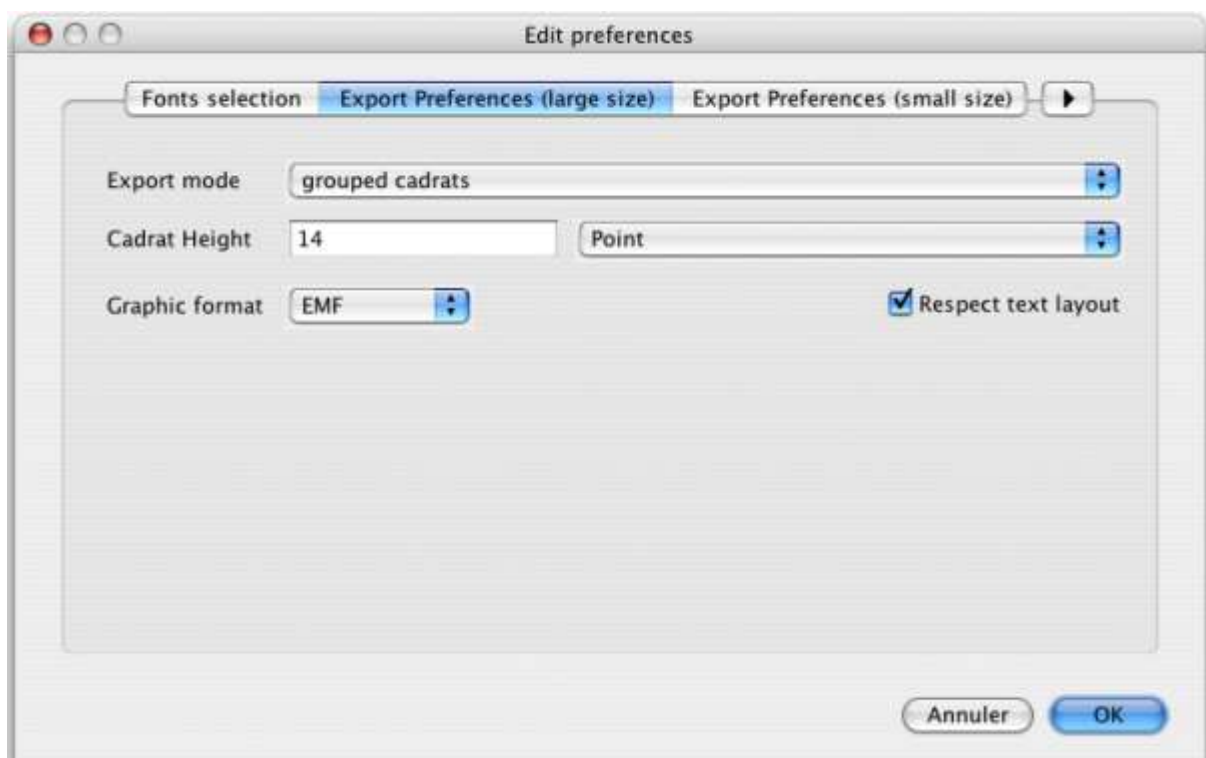 Edit preferences
Fonts selection Export Preferences (large size) Export Preferences (small size)
Export mode grouped cadrats
Cadrat Height 14 Point
Graphic format EMF Respect text layout
Annuler OK